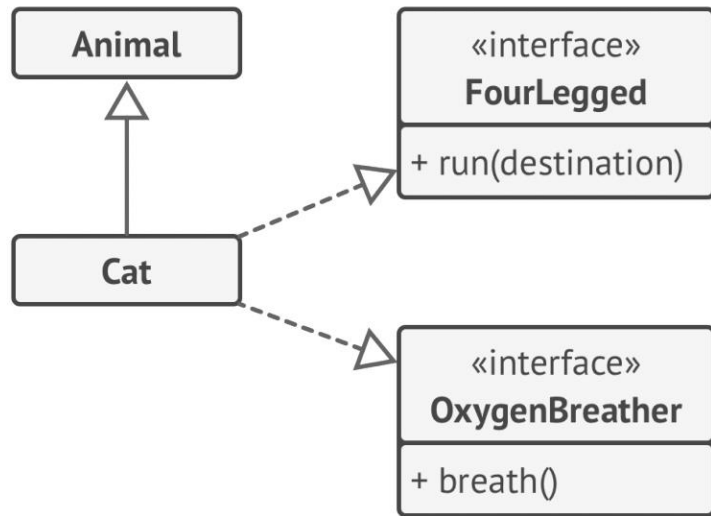 Animal
Cat
«interface»
FourLegged
+ run(destination)
«interface»
OxygenBreather
+ breath()